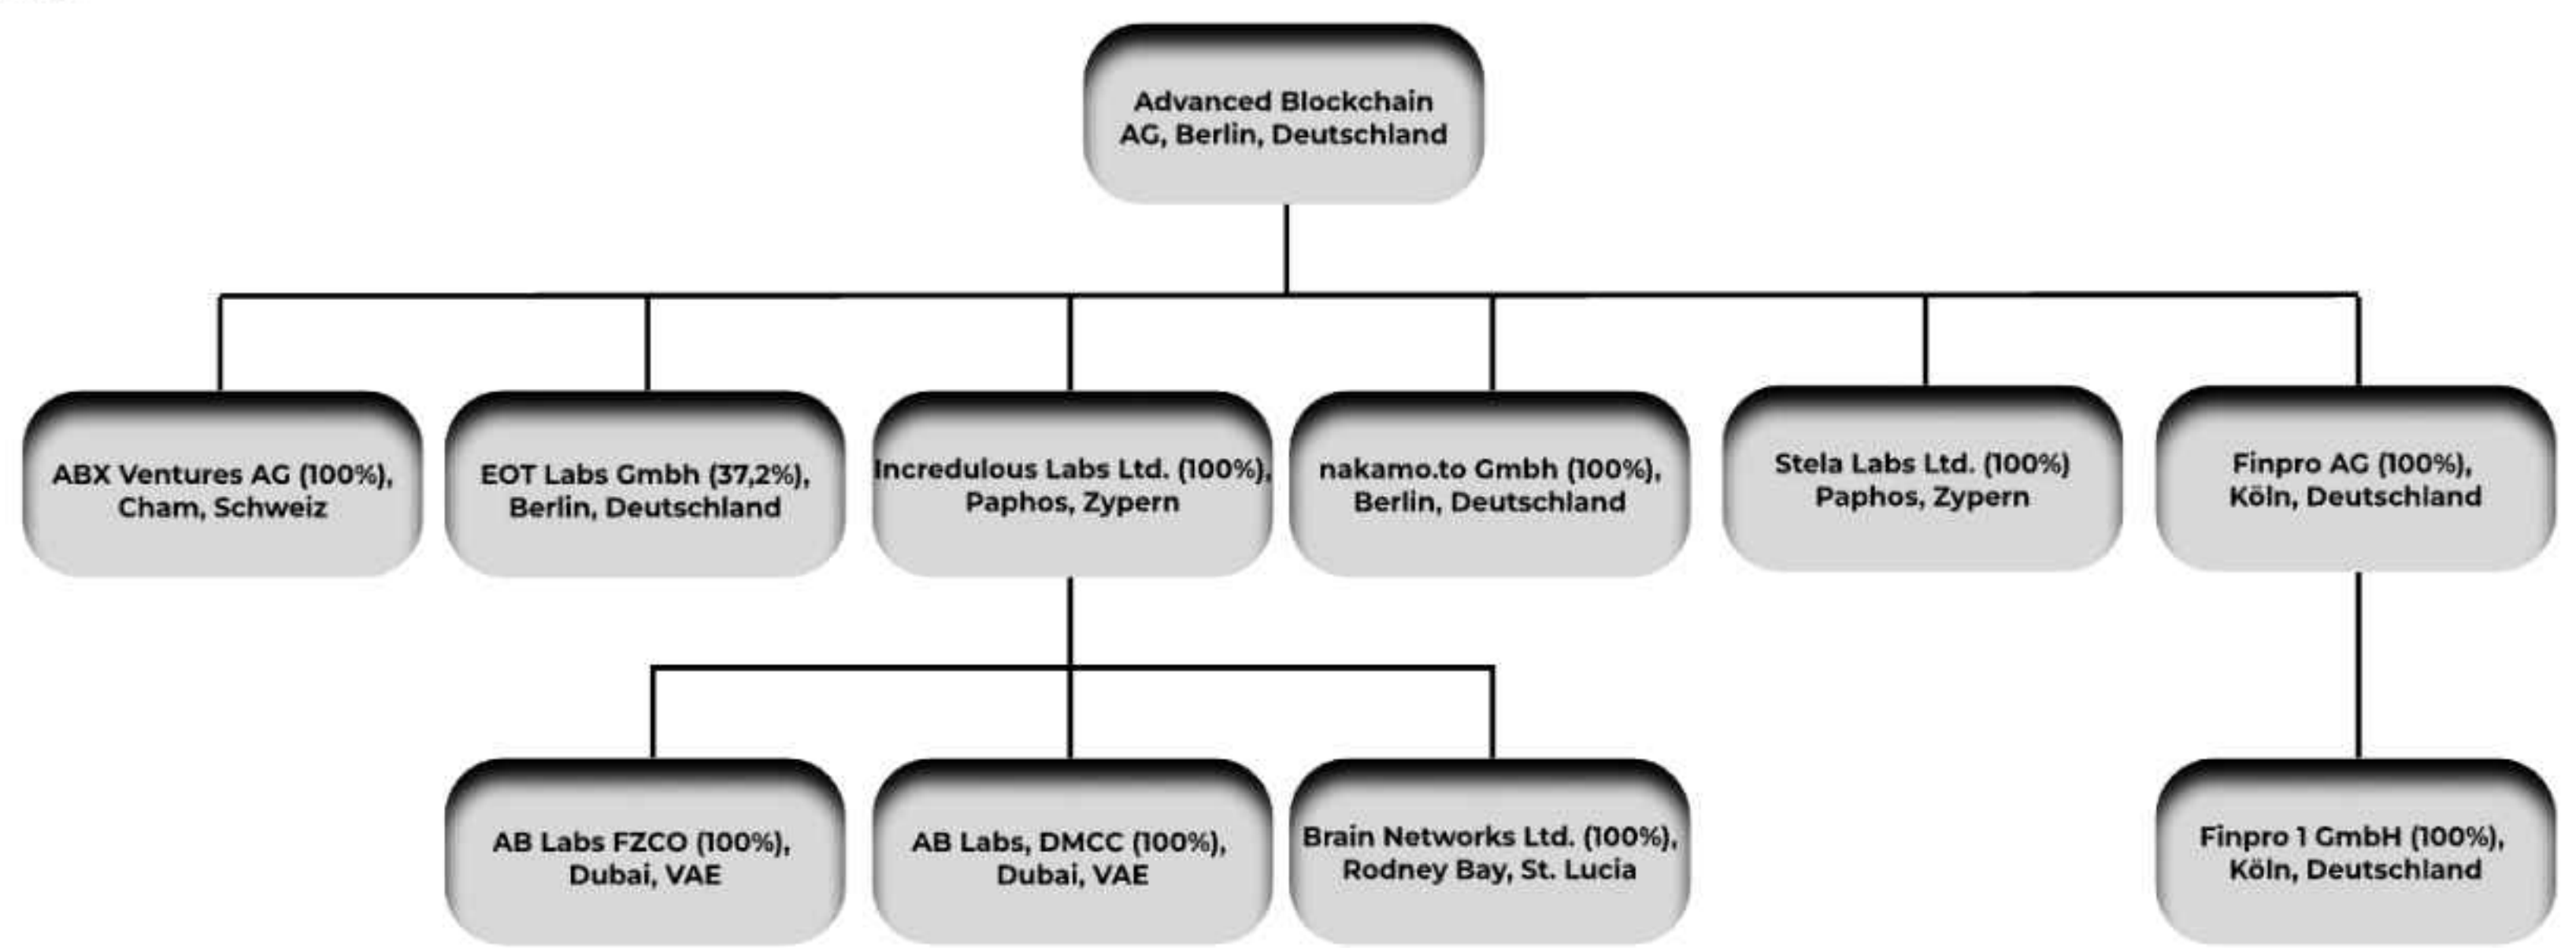 Advanced Blockchain
AG, Berlin, Deutschland
ABX Ventures AG (100%),
Cham, Schweiz
EOT Labs Gmbh (37,2%),
Berlin, Deutschland
Incredulous Labs Ltd. (100%),
Paphos, Zypern
nakamo.to Gmbh (100%),
Berlin, Deutschland
Stela Labs Ltd. (100%)
Paphos, Zypern
Finpro AG (100%),
Köln, Deutschland
AB Labs FZCO (100%),
Dubai, VAE
AB Labs, DMCC (100%),
Dubai, VAE
Brain Networks Ltd. (100%),
Rodney Bay, St. Lucia
Finpro 1 GmbH (100%),
Köln, Deutschland